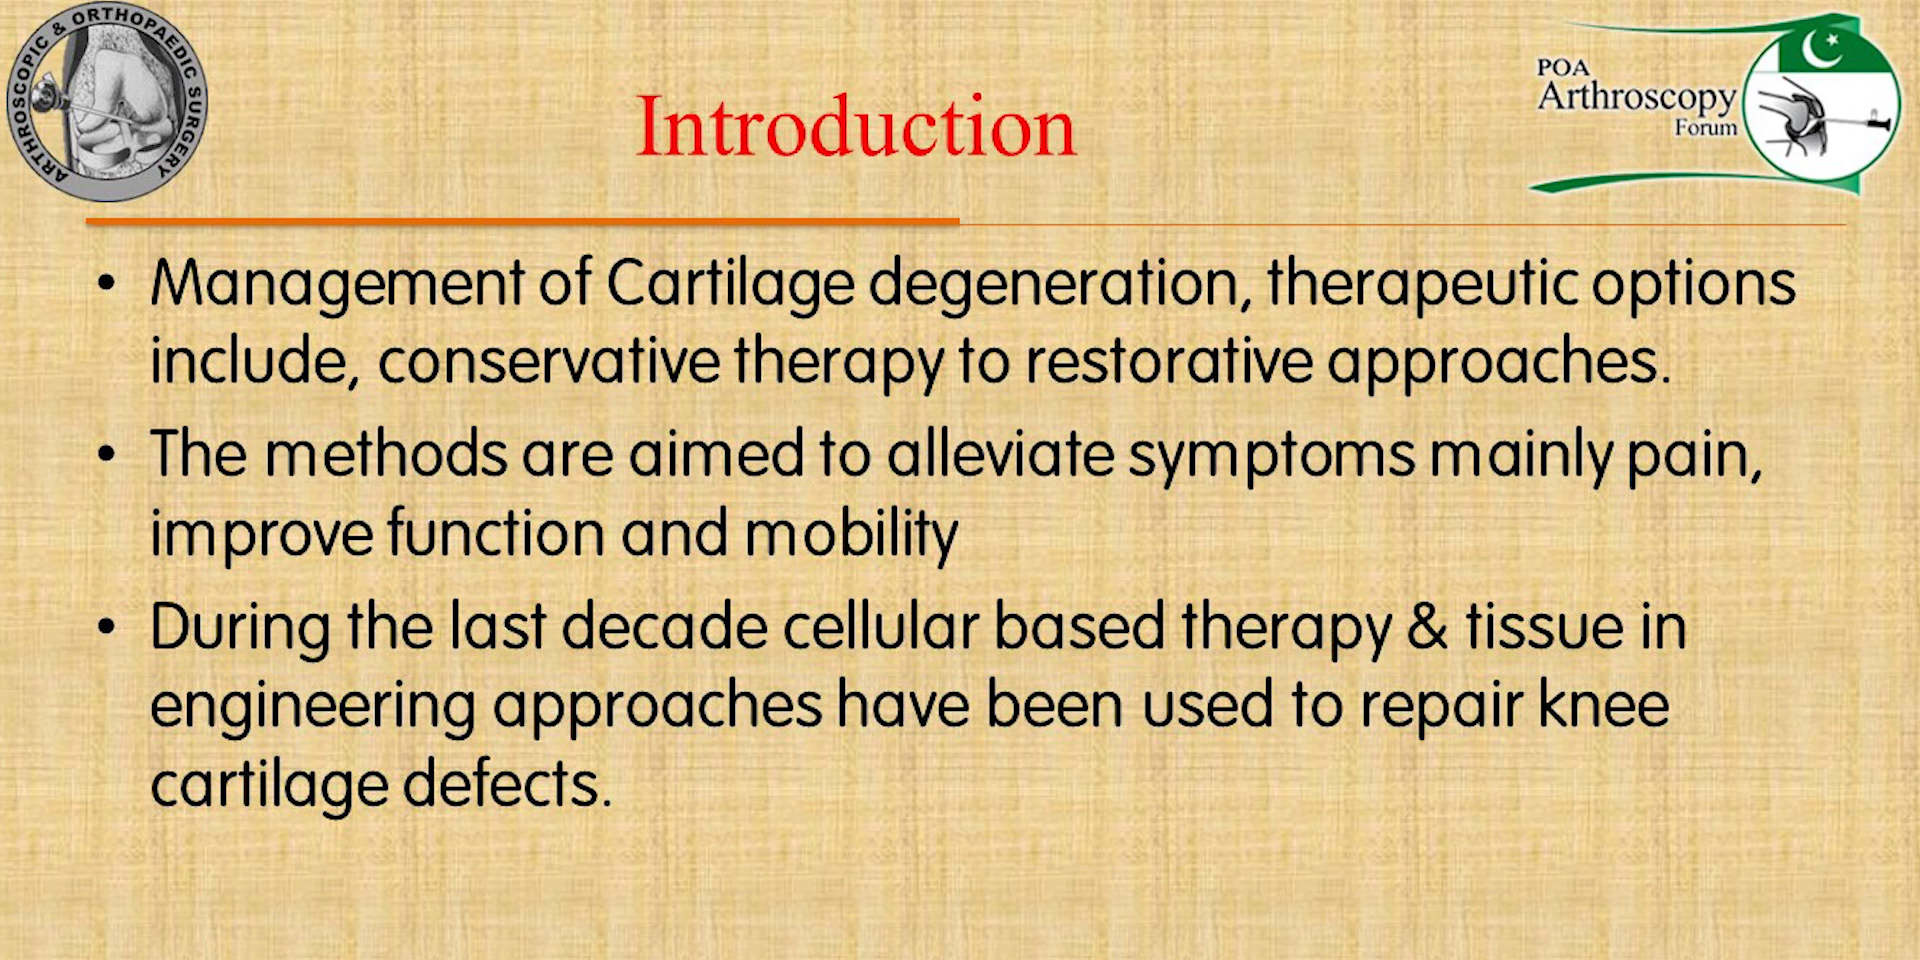 ARTHROSCOPIC & ORTHOPAEDIC SURGERY
POA
Arthroscopy
Forum
Introduction
• Management of Cartilage degeneration, therapeutic options
include, conservative therapy to restorative approaches.
• The methods are aimed to alleviate symptoms mainly pain,
improve function and mobility
• During the last decade cellular based therapy & tissue in
engineering approaches have been used to repair knee
cartilage defects.